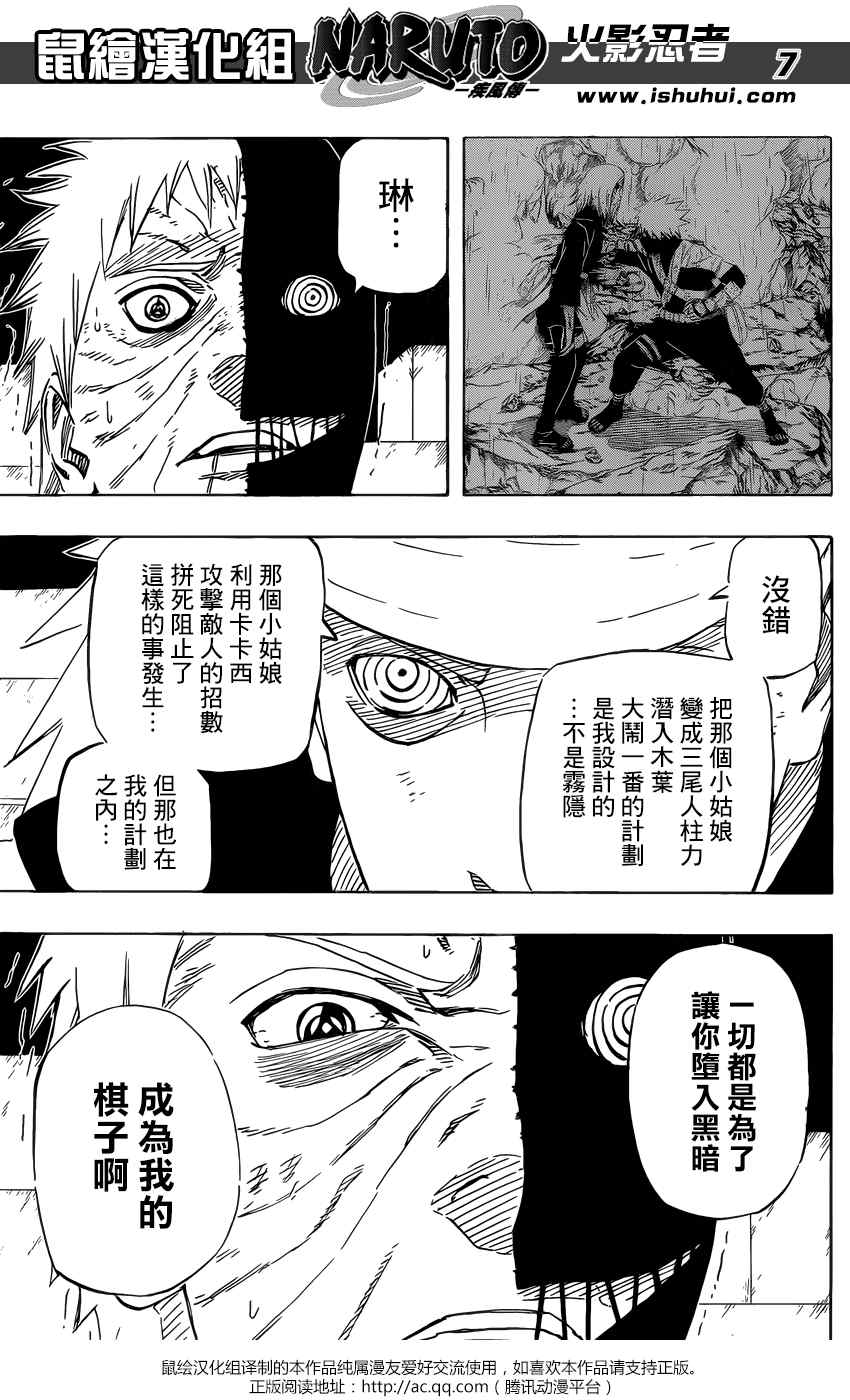 鼠繪漢化組
NARUTO
疾風傳
火影忍者
7
www.ishuhui.com
琳…
沒錯
把那個小姑娘
變成三尾人柱力
潛入木葉
大鬧一番的計劃
是我設計的
…不是霧隱
那個小姑娘
利用卡卡西
攻擊敵人的招數
拼死阻止了
這樣的事發生…
但那也在
我的計劃
之內…
一切都是為了
讓你墮入黑暗
成為我的
棋子啊
鼠绘汉化组译制的本作品纯属漫友爱好交流使用，如喜欢本作品请支持正版。
正版阅读地址：http://ac.qq.com（腾讯动漫平台）